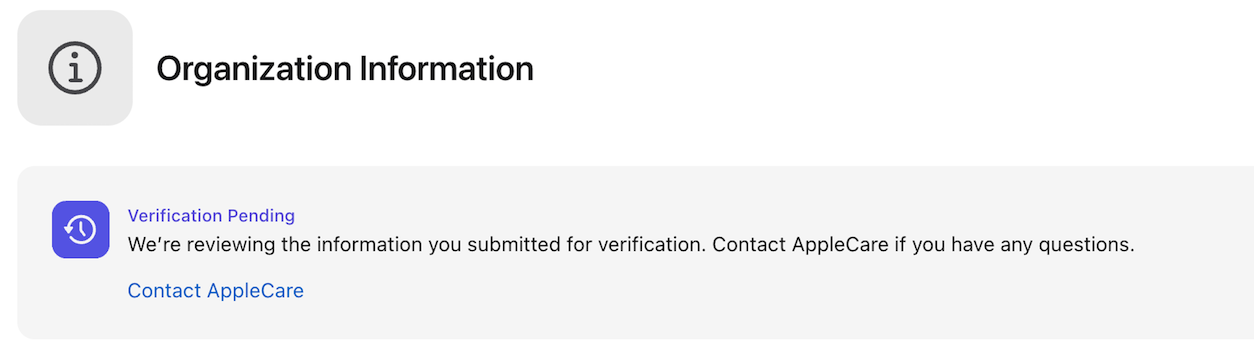 Organization Information
Verification Pending
We’re reviewing the information you submitted for verification. Contact AppleCare if you have any questions.
Contact AppleCare